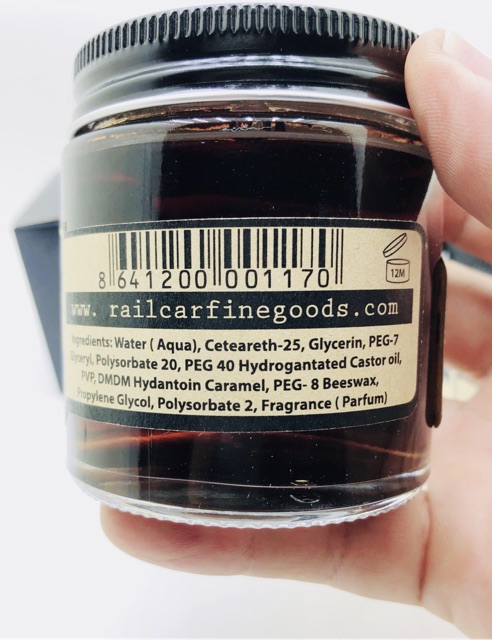 8 641200 001170
12M
www. railcarfinegoods.com
Ingredients: Water ( Aqua), Ceteareth-25, Glycerin, PEG-7
Glyceryl, Polysorbate 20, PEG 40 Hydrogantated Castor oil,
PVP, DMDM Hydantoin Caramel, PEG- 8 Beeswax,
Propylene Glycol, Polysorbate 2, Fragrance ( Parfum)